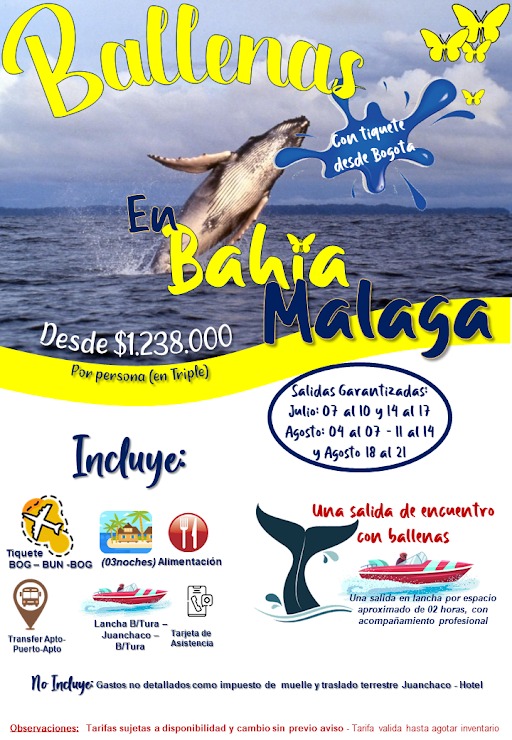 Ballenas
Con tiquete
desde Bogota
En
Bahia
Malaga
Desde $1.238.000
Por persona (en Triple)
Salidas Garantizadas:
Julio: 07 al 10 y 14 al 17
Agosto: 04 al 07 - 11 al 14
y Agosto 18 al 21
Incluye:
Tiquete
BOG – BUN -BOG
(03noches)
Alimentación
Transfer Apto-
Puerto-Apto
Lancha B/Tura –
Juanchaco –
B/Tura
Tarjeta de
Asistencia
Una salida de encuentro
con ballenas
Una salida en lancha por espacio
aproximado de 02 horas, con
acompañamiento profesional
No Incluye: Gastos no detallados como impuesto de muelle y traslado terrestre Juanchaco - Hotel
Observaciones: Tarifas sujetas a disponibilidad y cambio sin previo aviso - Tarifa valida hasta agotar inventario